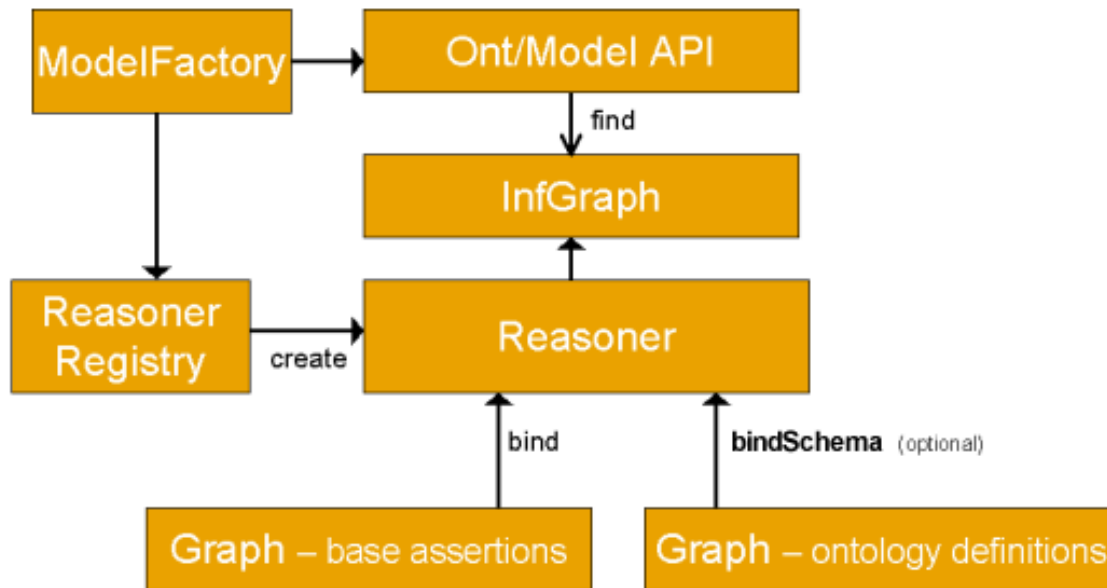 ModelFactory
Ont/Model API
find
InfGraph
Reasoner
Registry
create
Reasoner
bind
bindSchema (optional)
Graph – base assertions
Graph – ontology definitions